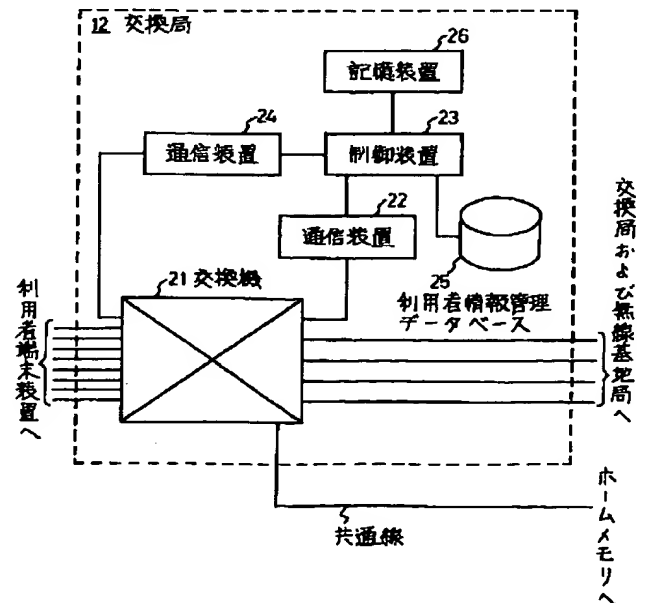 12 交換局
26
記憶装置
24
通信装置
23
制御装置
22
通信装置
25
利用者情報管理
データベース
21 交換機
利用者端末装置へ
交換局および無線基地局へ
共通線
ホームメモリへ